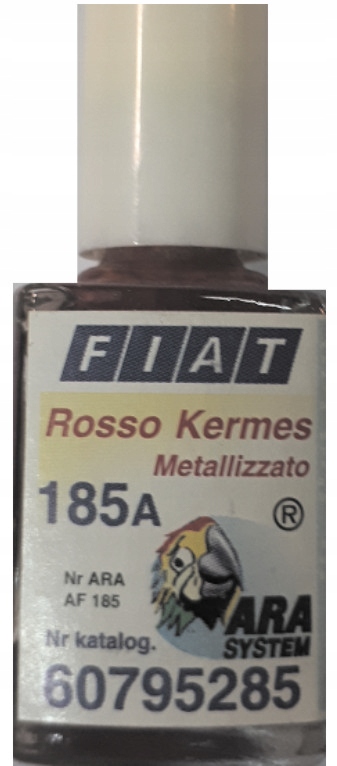 FIAT
Rosso Kermes
Metallizzato
185A
®
Nr ARA
AF 185
ARA
SYSTEM
Nr katalog.
60795285